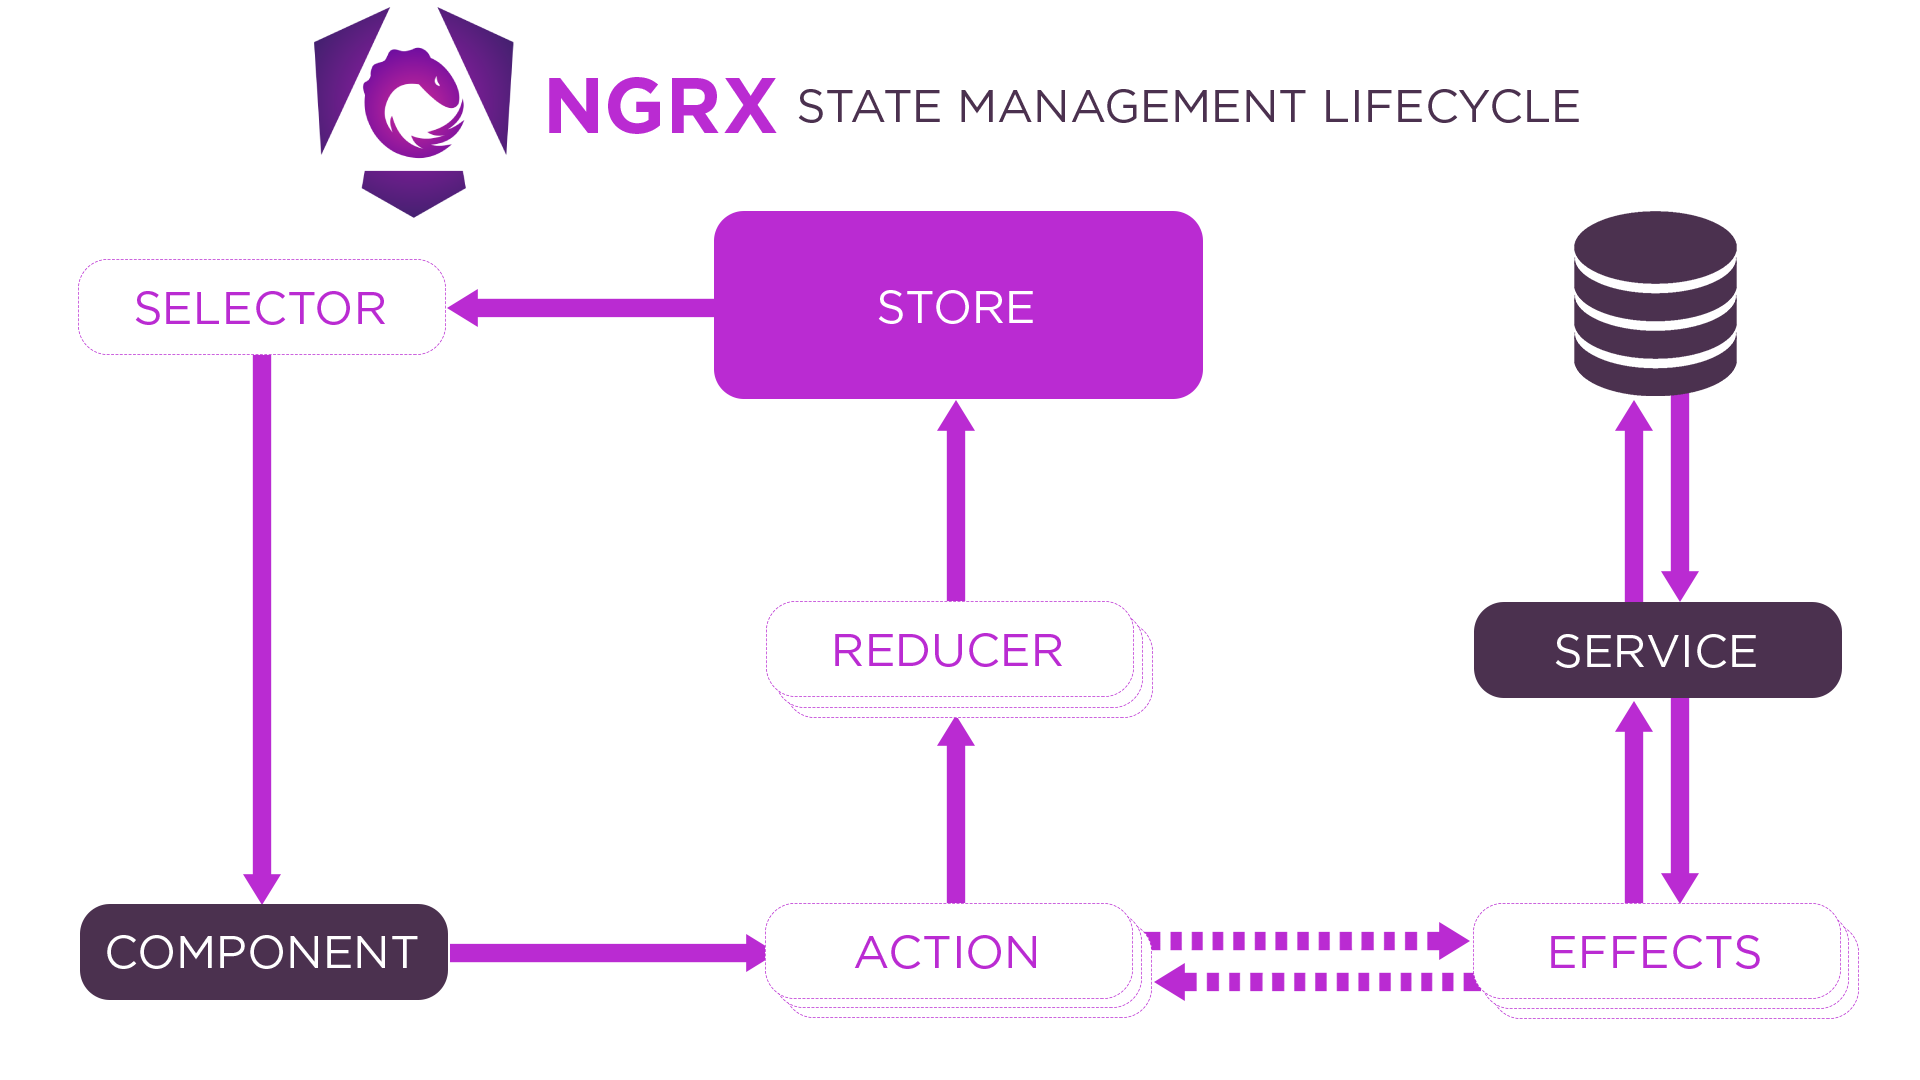 NGRX STATE MANAGEMENT LIFECYCLE
SELECTOR
STORE
REDUCER
SERVICE
COMPONENT
ACTION
EFFECTS